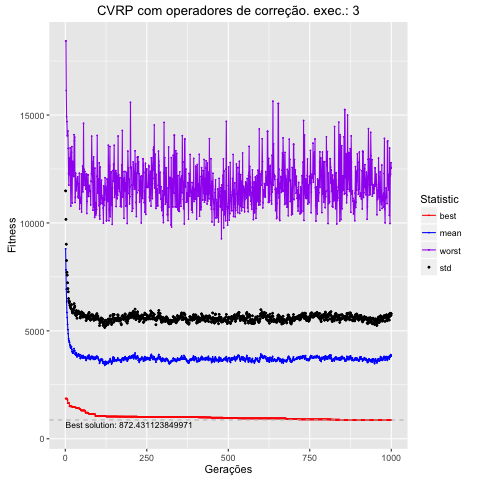 CVRP com operadores de correção. exec.: 3
Fitness
15000
10000
5000
0
Best solution: 872.431123849971
0
250
500
750
1000
Gerações
Statistic
best
mean
worst
std